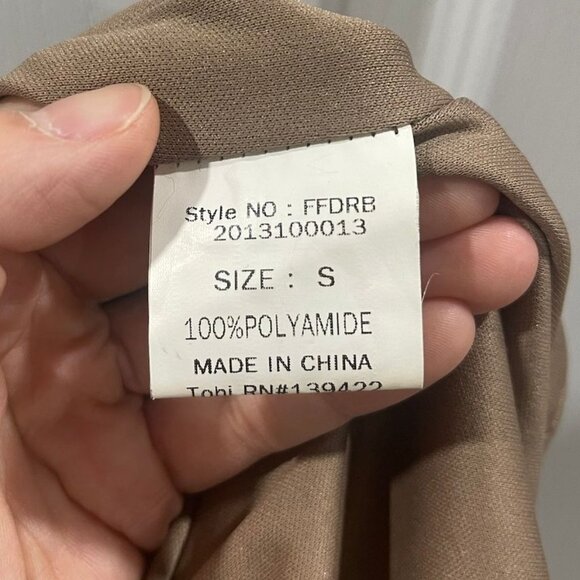 Style NO : FFDRB
2013100013
SIZE : S
100%POLYAMIDE
MADE IN CHINA
Tobi RN#139422